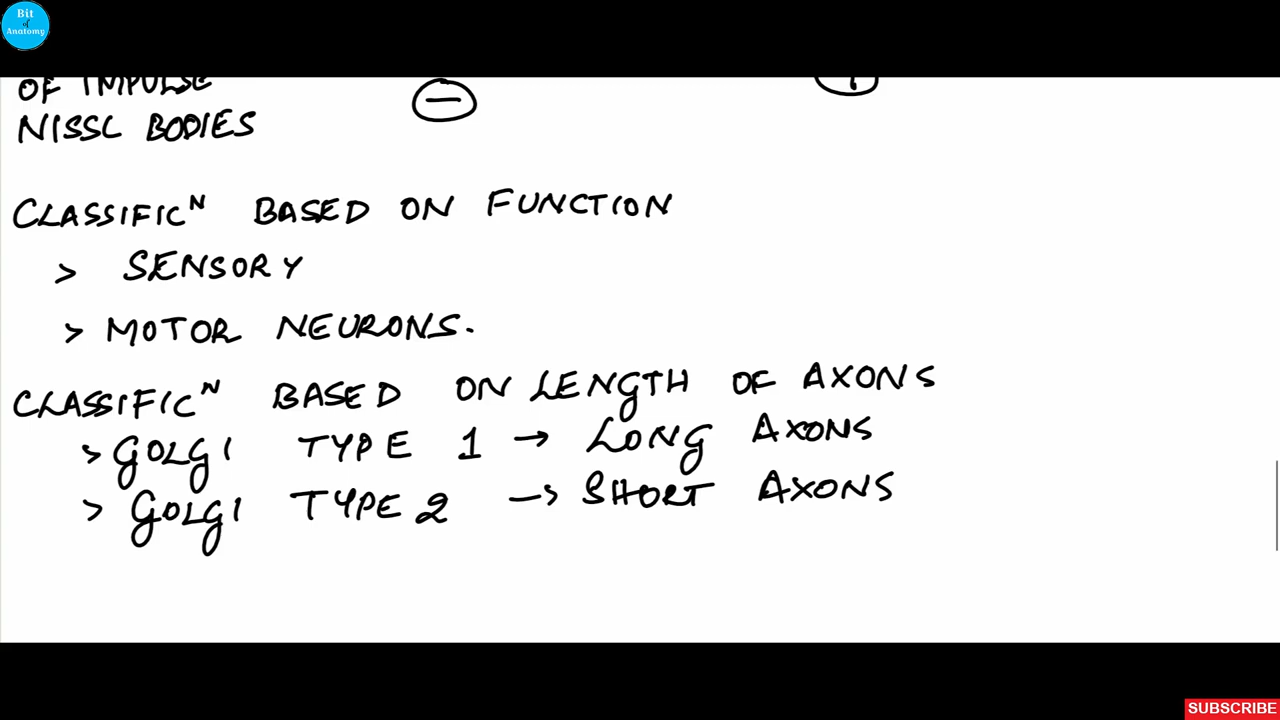 Bit
of
Anatomy
OF IMPULSE
NISSL BODIES
CLASSIFICᴺ BASED ON FUNCTION
> SENSORY
> MOTOR NEURONS.
CLASSIFICᴺ BASED ON LENGTH OF AXONS
> GOLGI TYPE 1 → LONG AXONS
> GOLGI TYPE 2 → SHORT AXONS
SUBSCRIBE